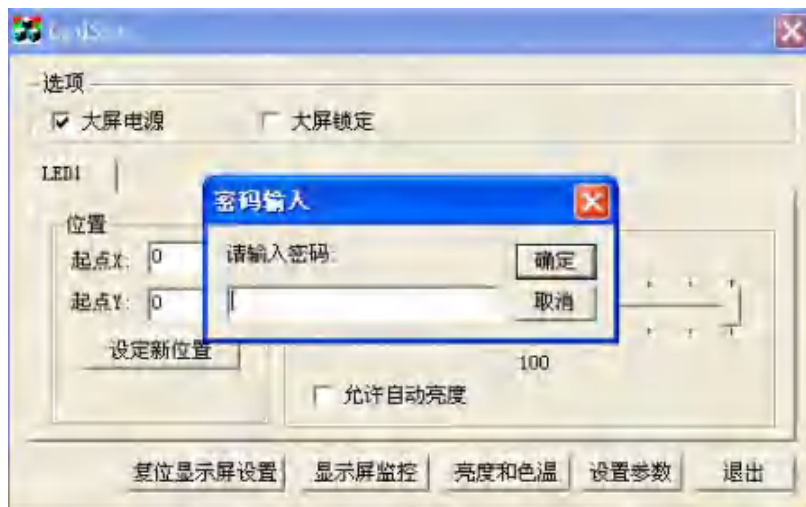 选项
大屏电源
大屏锁定
LED1
密码输入
位置
请输入密码:
确定
起点X: 0
起点Y: 0
取消
设定新位置
100
允许自动亮度
复位显示屏设置
显示屏监控
亮度和色温
设置参数
退出